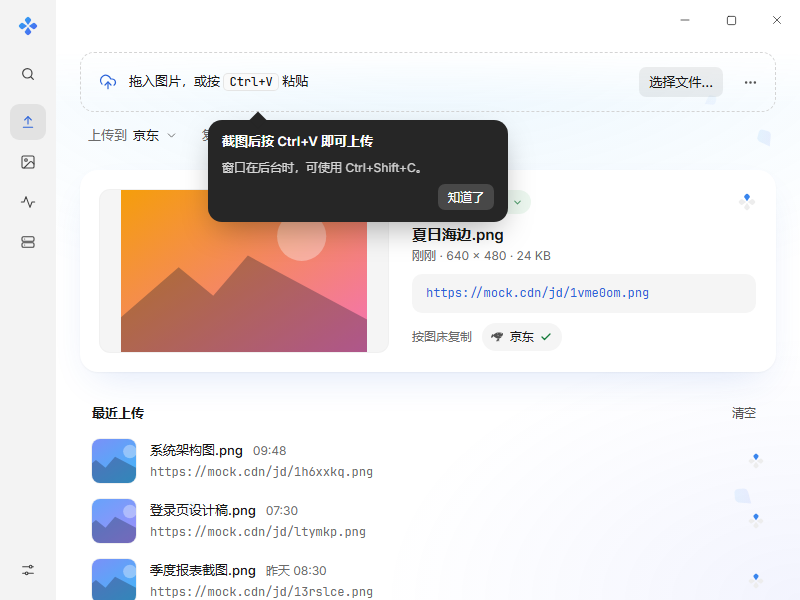 拖入图片，或按 Ctrl+V 粘贴
选择文件...
上传到 京东
截图后按 Ctrl+V 即可上传
窗口在后台时，可使用 Ctrl+Shift+C。
知道了
夏日海边.png
刚刚 · 640 × 480 · 24 KB
https://mock.cdn/jd/1vme0om.png
按图床复制 京东
最近上传
清空
系统架构图.png 09:48
https://mock.cdn/jd/1h6xxkq.png
登录页设计稿.png 07:30
https://mock.cdn/jd/ltymkp.png
季度报表截图.png 昨天 08:30
https://mock.cdn/jd/13rslce.png